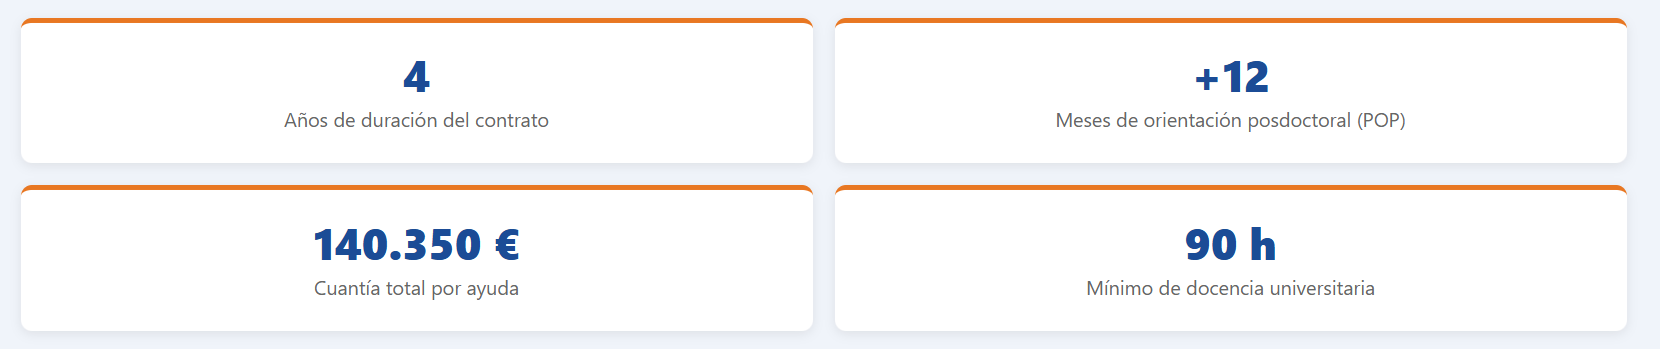 4
Años de duración del contrato
+12
Meses de orientación posdoctoral (POP)
140.350 €
Cuantía total por ayuda
90 h
Mínimo de docencia universitaria